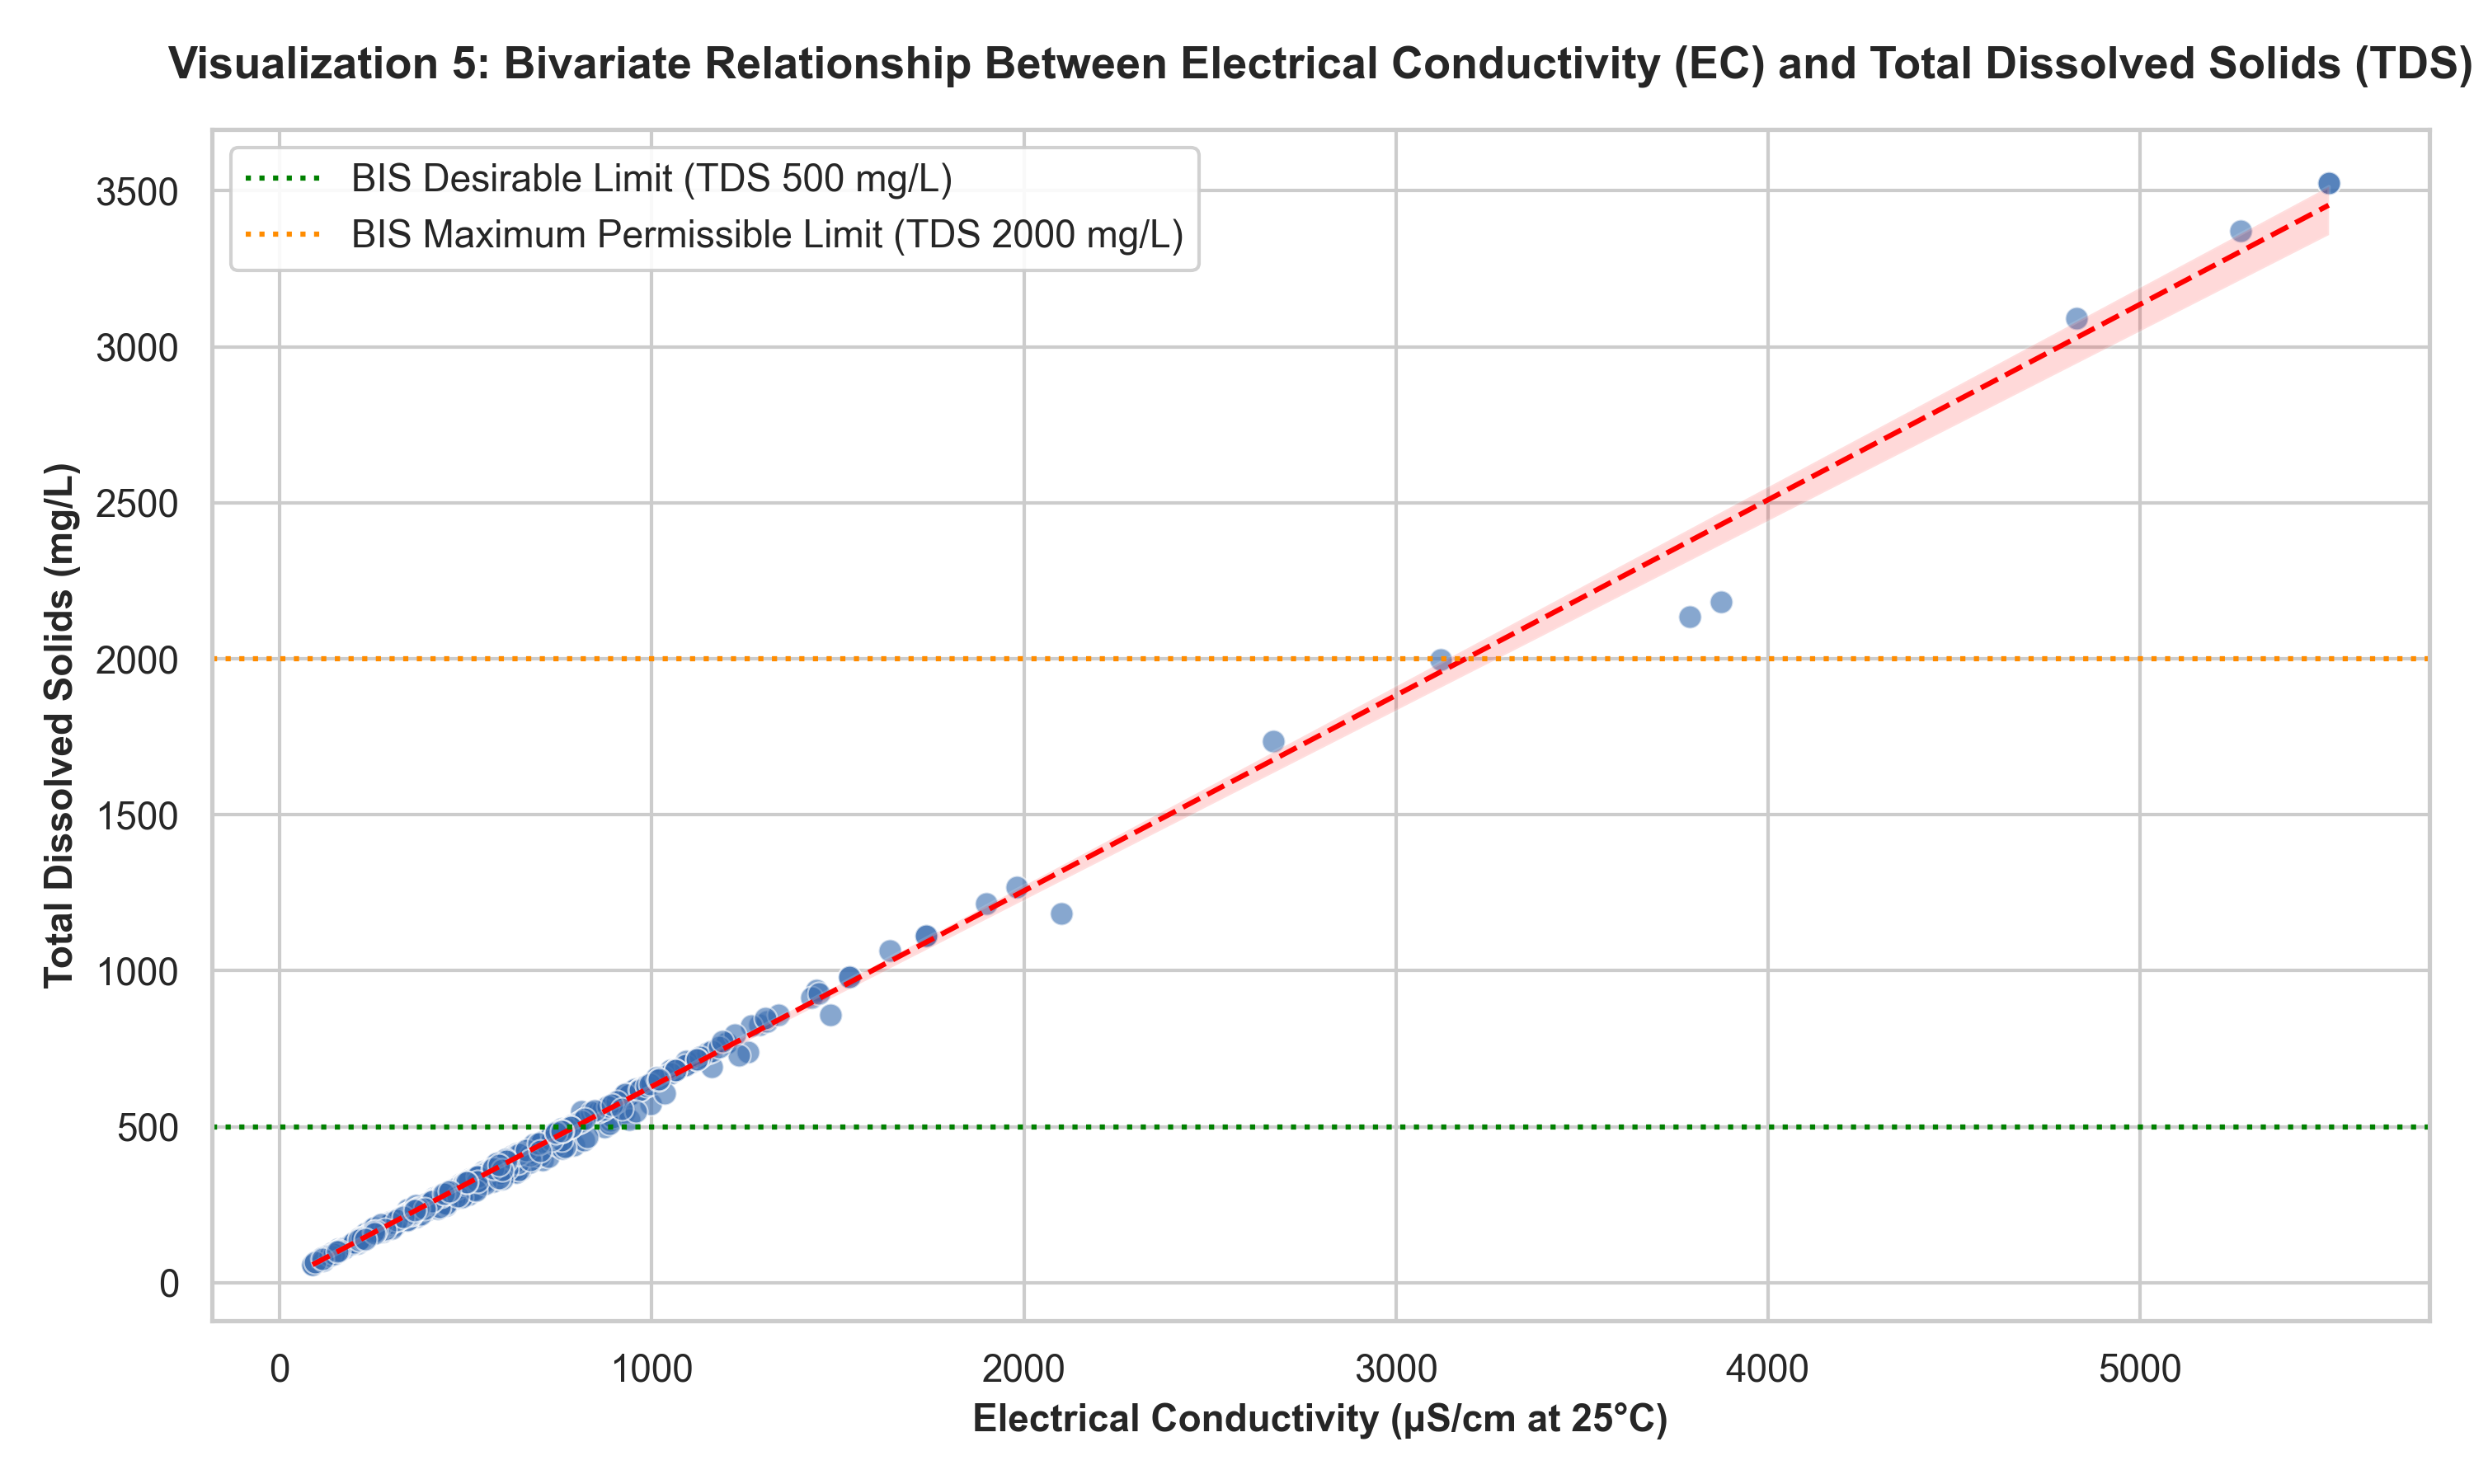 Visualization 5: Bivariate Relationship Between Electrical Conductivity (EC) and Total Dissolved Solids (TDS)
BIS Desirable Limit (TDS 500 mg/L)
BIS Maximum Permissible Limit (TDS 2000 mg/L)
Total Dissolved Solids (mg/L)
3500
3000
2500
2000
1500
1000
500
0
0 1000 2000 3000 4000 5000
Electrical Conductivity (µS/cm at 25°C)